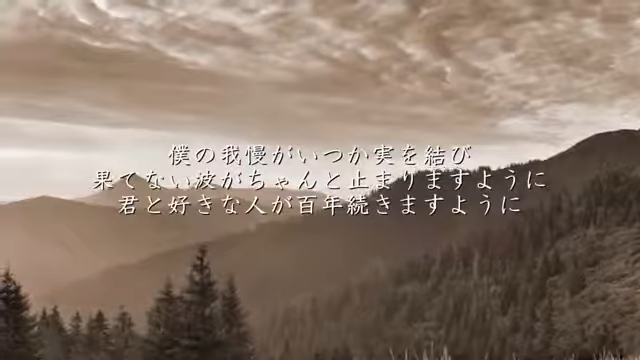 僕の我慢がいつか実を結び
果てない波がちゃんと止まりますように
君と好きな人が百年続きますように